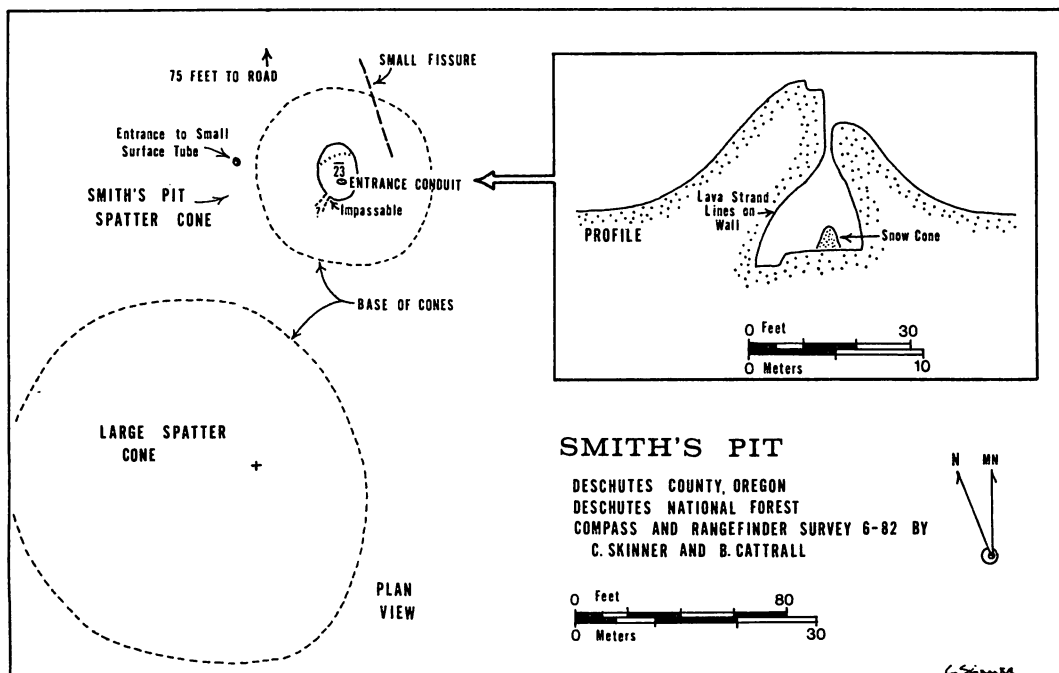 75 FEET TO ROAD
SMALL FISSURE
Entrance to Small
Surface Tube
23
ENTRANCE CONDUIT
SMITH'S PIT
SPATTER CONE
?
Impassable
BASE OF CONES
LARGE SPATTER
CONE
+
PLAN
VIEW
Lava Strand
Lines on
Wall
PROFILE
Snow Cone
0 Feet 30
0 Meters 10
SMITH'S PIT
DESCHUTES COUNTY, OREGON
DESCHUTES NATIONAL FOREST
COMPASS AND RANGEFINDER SURVEY 6-82 BY
C. SKINNER AND B. CATTRALL
N MN
0 Feet 80
0 Meters 30